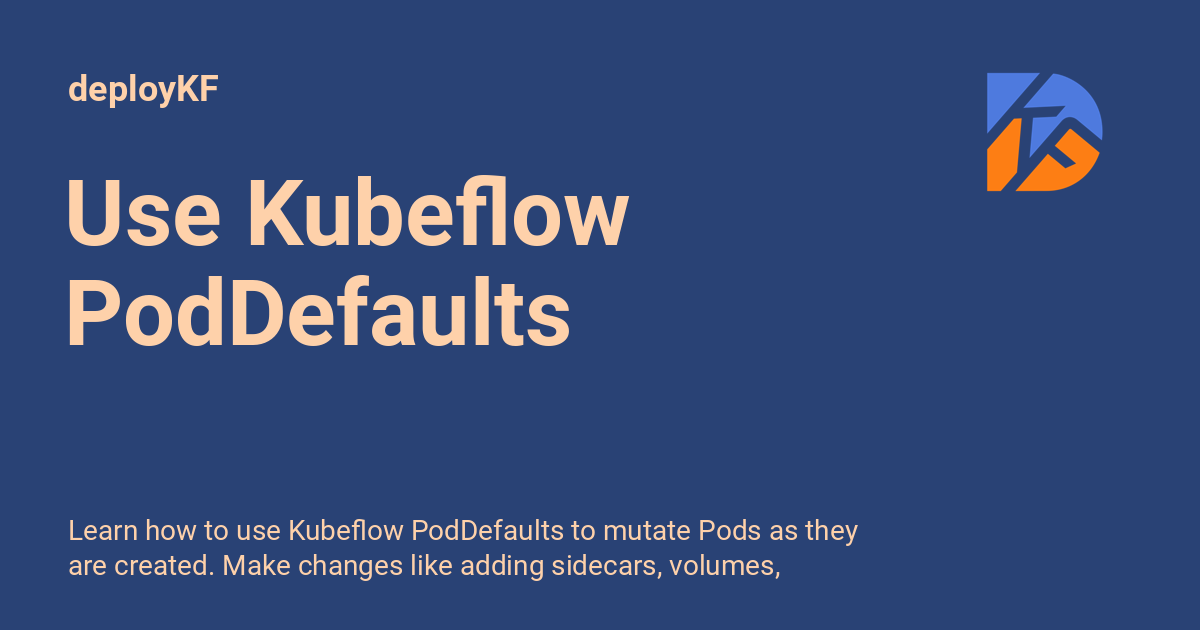 deployKF
Use Kubeflow
PodDefaults
Learn how to use Kubeflow PodDefaults to mutate Pods as they
are created. Make changes like adding sidecars, volumes,